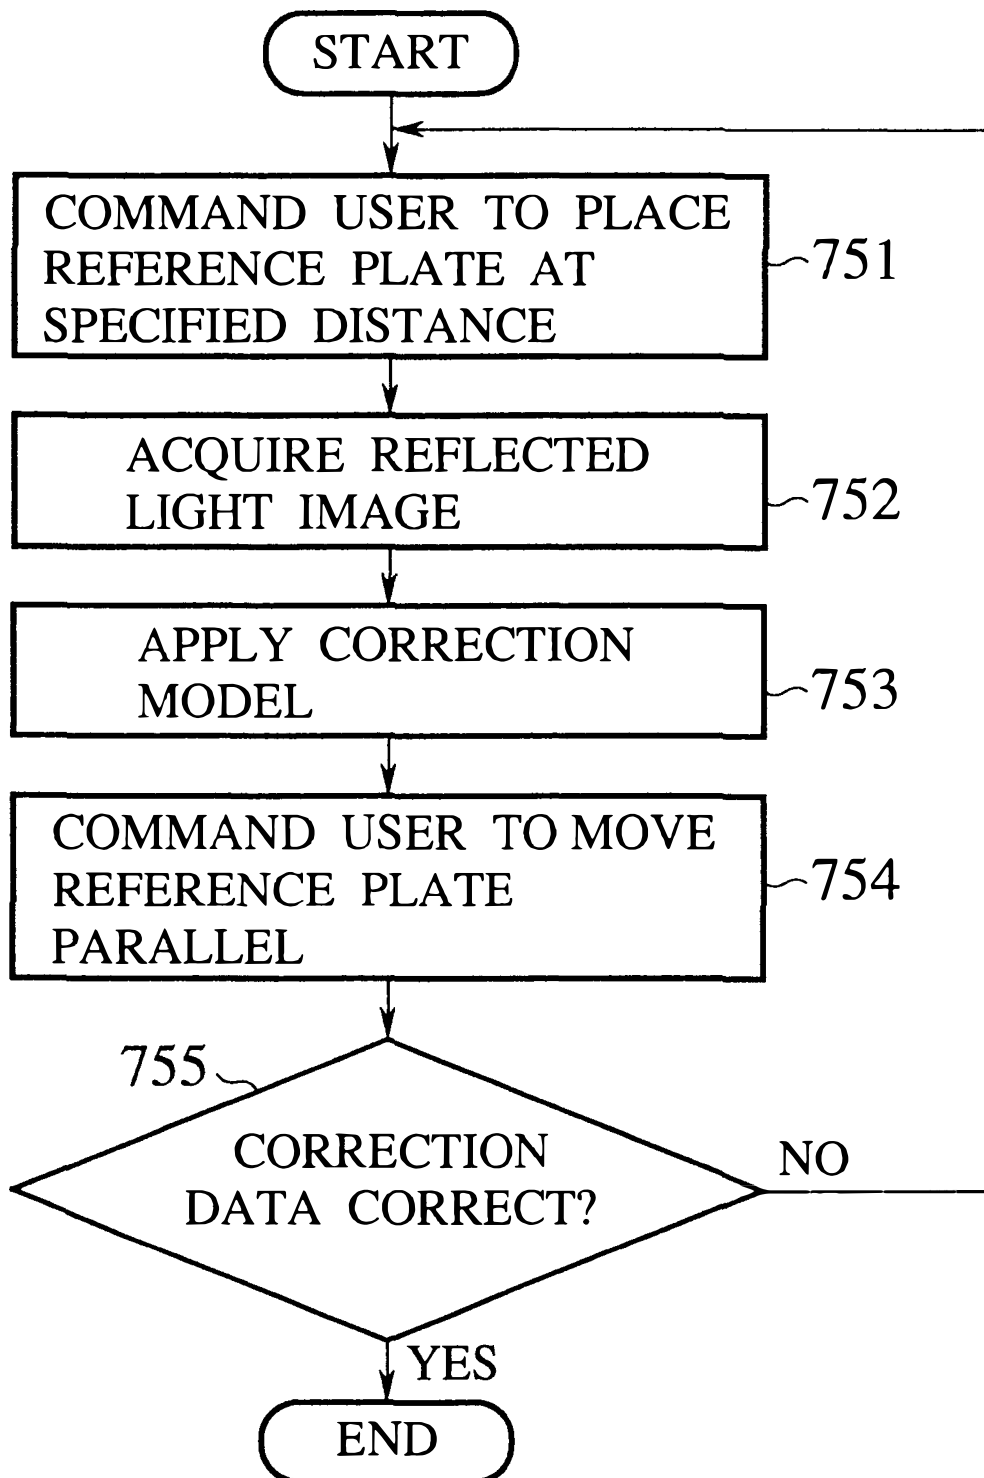 START
COMMAND USER TO PLACE
REFERENCE PLATE AT
SPECIFIED DISTANCE
751
ACQUIRE REFLECTED
LIGHT IMAGE
752
APPLY CORRECTION
MODEL
753
COMMAND USER TO MOVE
REFERENCE PLATE
PARALLEL
754
755
CORRECTION
DATA CORRECT?
NO
YES
END